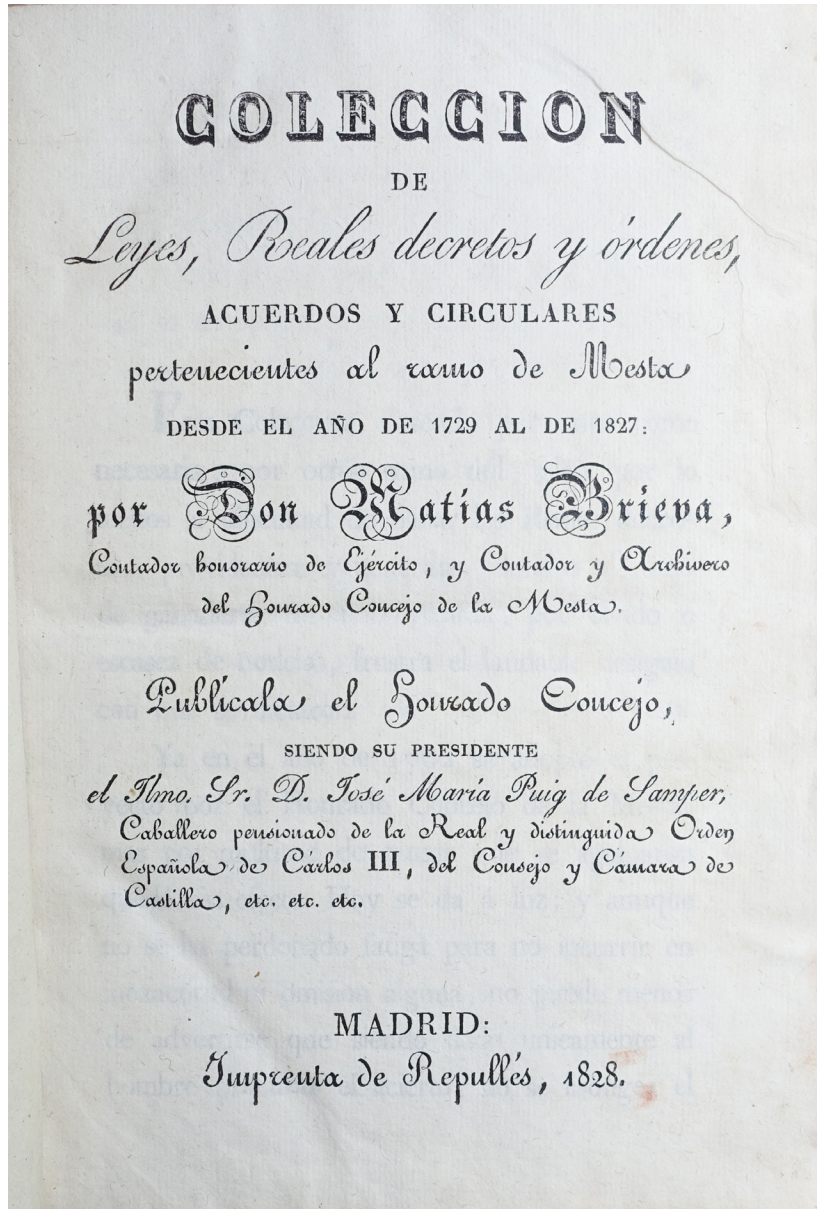 COLECCION
DE
Leyes, Reales decretos y órdenes,
ACUERDOS Y CIRCULARES
pertenecientes al ramo de Mesta
DESDE EL AÑO DE 1729 AL DE 1827:
por Don Matías Brieva,
Contador honorario de Ejército, y Contador y Archivero
del Honrado Concejo de la Mesta.
Publícala el Honrado Concejo,
SIENDO SU PRESIDENTE
el Ilmo. Sr. D. José María Puig de Samper,
Caballero pensionado de la Real y distinguida Orden
Española de Cárlos III, del Consejo y Cámara de
Castilla, etc. etc. etc.
MADRID:
Imprenta de Repullés, 1828.